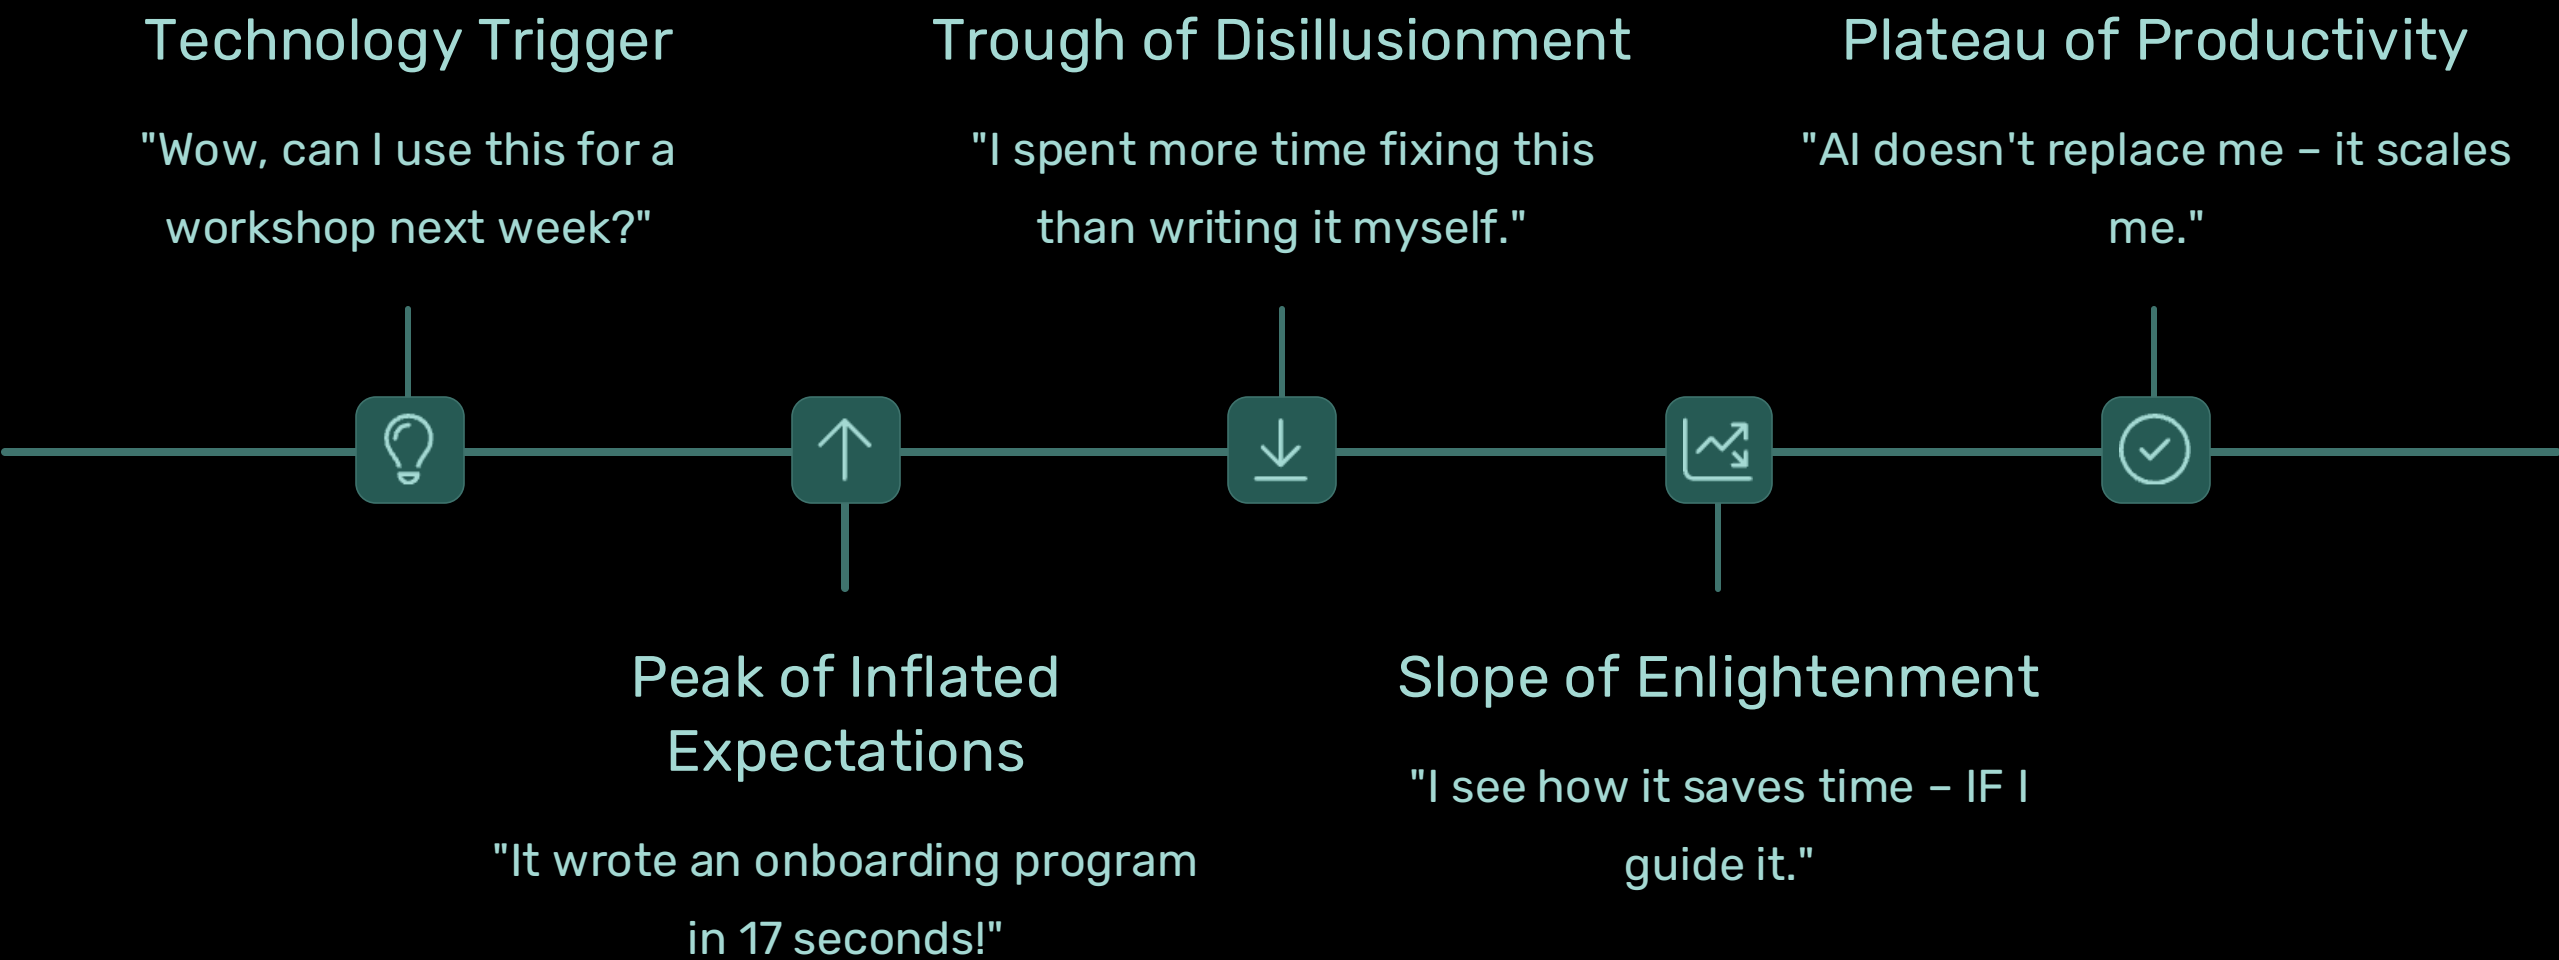 Technology Trigger
"Wow, can I use this for a
workshop next week?"
Peak of Inflated
Expectations
"It wrote an onboarding program
in 17 seconds!"
Trough of Disillusionment
"I spent more time fixing this
than writing it myself."
Slope of Enlightenment
"I see how it saves time – IF I
guide it."
Plateau of Productivity
"AI doesn't replace me – it scales
me."